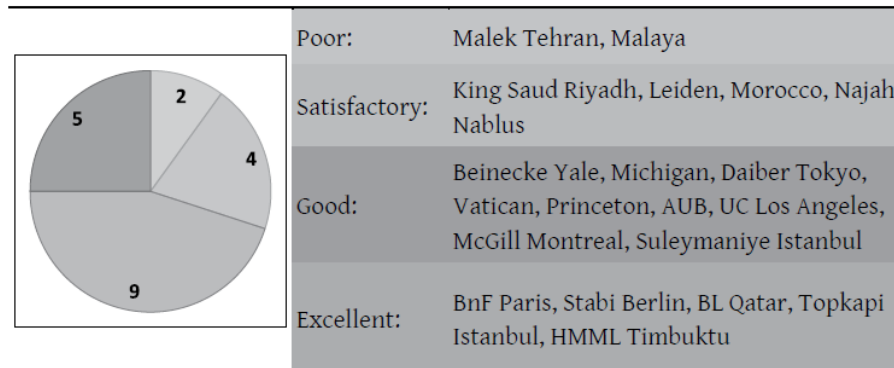 2
5
4
9
Poor: Malek Tehran, Malaya
Satisfactory: King Saud Riyadh, Leiden, Morocco, Najah
Nablus
Good: Beinecke Yale, Michigan, Daiber Tokyo,
Vatican, Princeton, AUB, UC Los Angeles,
McGill Montreal, Suleymaniye Istanbul
Excellent: BnF Paris, Stabi Berlin, BL Qatar, Topkapi
Istanbul, HMML Timbuktu